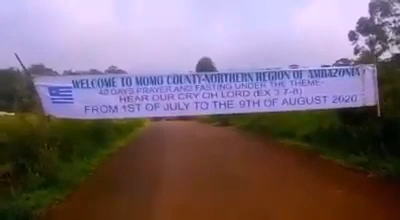 WELCOME TO MOMO COUNTY-NORTHERN REGION OF AMBAZONIA
40 DAYS PRAYER AND FASTING UNDER THE THEME-
HEAR OUR CRY OH LORD (EX 3 7-8)
FROM 1ST OF JULY TO THE 9TH OF AUGUST 2020